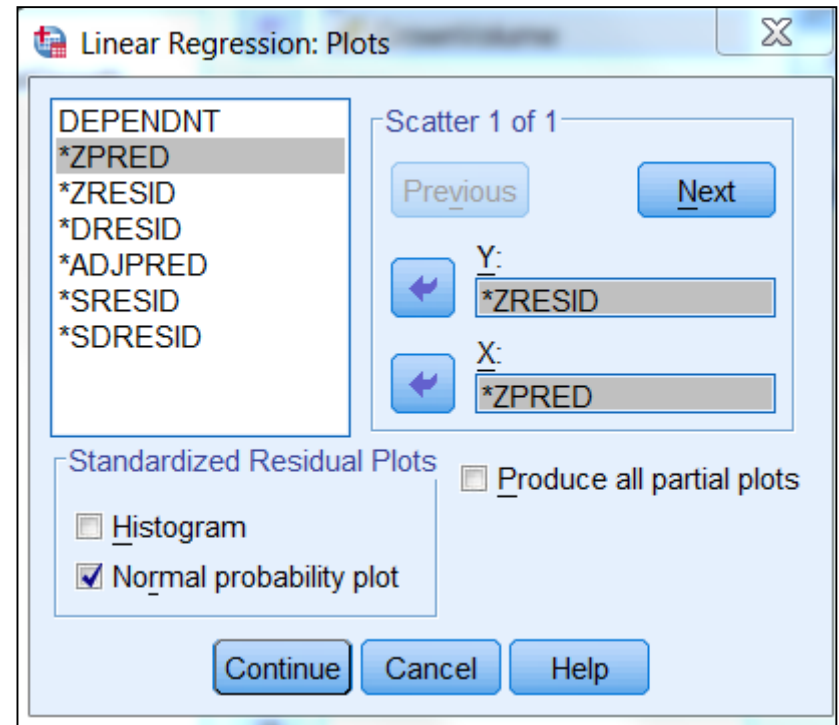 Linear Regression: Plots
DEPENDNT
*ZPRED
*ZRESID
*DRESID
*ADJPRED
*SRESID
*SDRESID
Scatter 1 of 1
Previous
Next
Y:
*ZRESID
X:
*ZPRED
Standardized Residual Plots
Histogram
Normal probability plot
Produce all partial plots
Continue
Cancel
Help